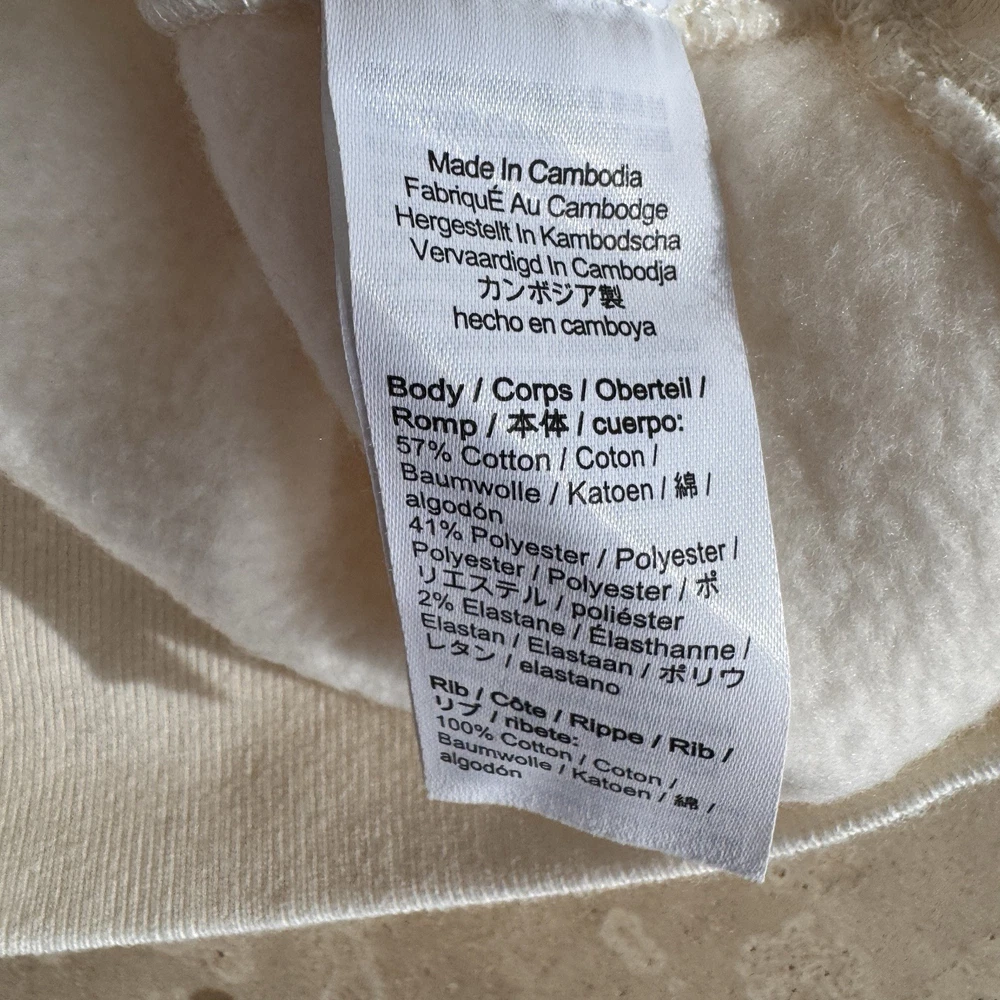 Made In Cambodia
FabriquÉ Au Cambodge
Hergestellt In Kambodscha
Vervaardigd In Cambodja
カンボジア製
hecho en camboya
Body / Corps / Oberteil /
Romp / 本体 / cuerpo:
57% Cotton / Coton /
Baumwolle / Katoen / 綿 /
algodón
41% Polyester / Polyester /
Polyester / Polyester / ポ
リエステル / poliéster
2% Elastane / Élasthanne /
Elastan / Elastaan / ポリウ
レタン / elastano
Rib / Côte / Rippe / Rib /
リブ / ribete:
100% Cotton / Coton /
Baumwolle / Katoen / 綿 /
algodón